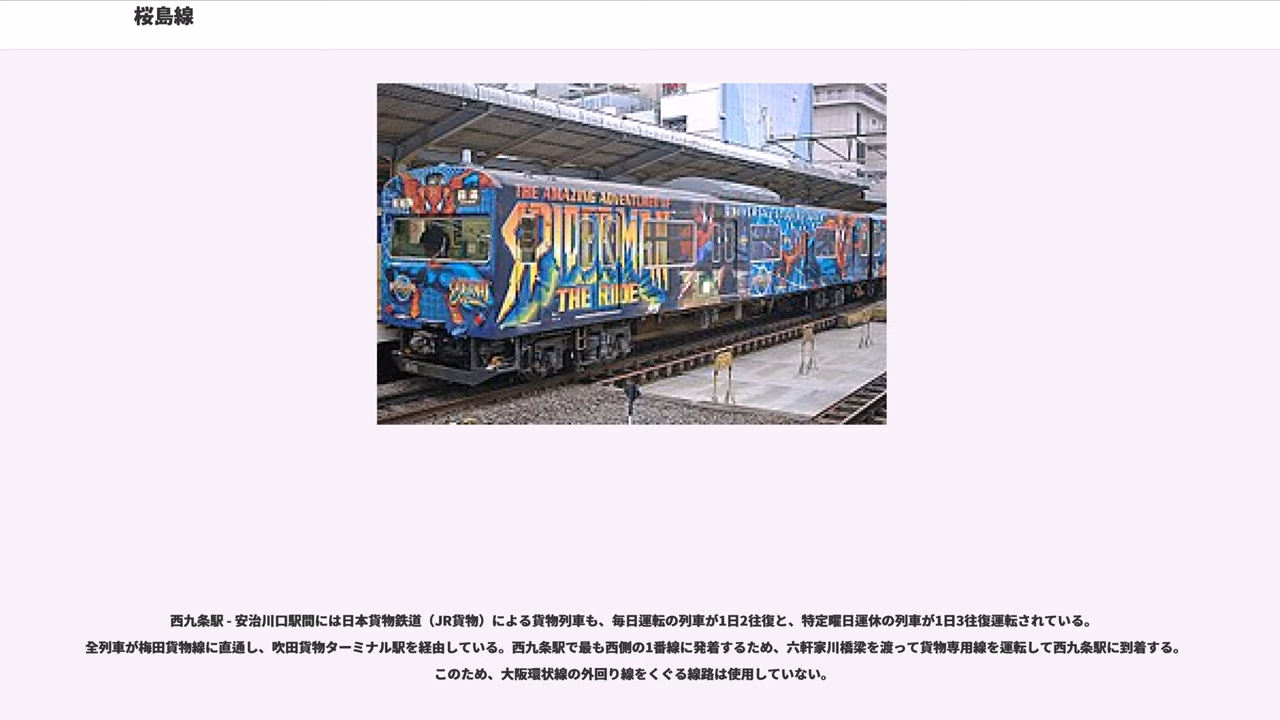 桜島線
THE AMAZING ADVENTURES OF
SPIDER-MAN
THE RIDE
西九条駅 - 安治川口駅間には日本貨物鉄道（JR貨物）による貨物列車も、毎日運転の列車が1日2往復と、特定曜日運休の列車が1日3往復運転されている。
全列車が梅田貨物線に直通し、吹田貨物ターミナル駅を経由している。西九条駅で最も西側の1番線に発着するため、六軒家川橋梁を渡って貨物専用線を運転して西九条駅に到着する。
このため、大阪環状線の外回り線をくぐる線路は使用していない。